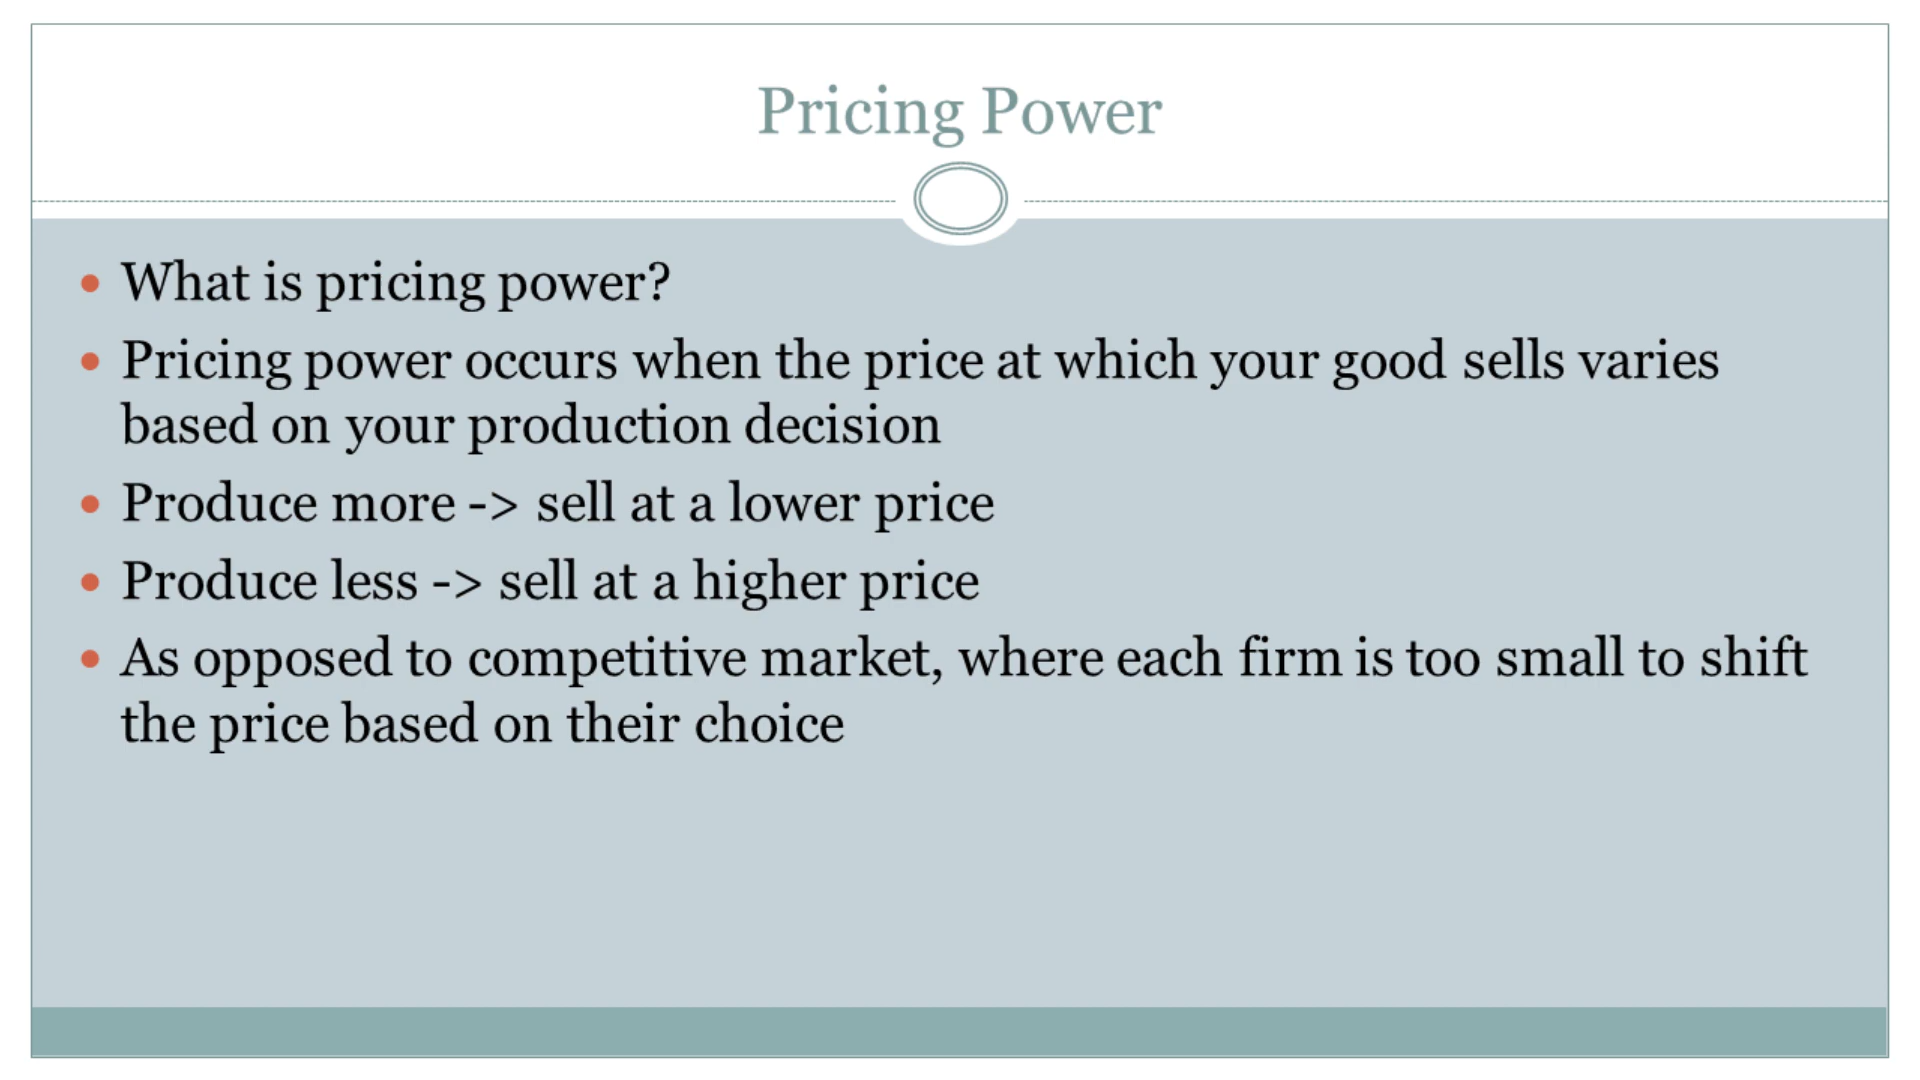 Pricing Power
• What is pricing power?
• Pricing power occurs when the price at which your good sells varies
based on your production decision
• Produce more -> sell at a lower price
• Produce less -> sell at a higher price
• As opposed to competitive market, where each firm is too small to shift
the price based on their choice